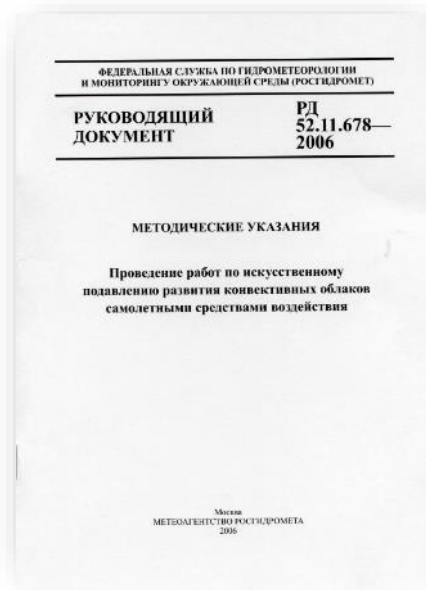 ФЕДЕРАЛЬНАЯ СЛУЖБА ПО ГИДРОМЕТЕОРОЛОГИИ
И МОНИТОРИНГУ ОКРУЖАЮЩЕЙ СРЕДЫ (РОСГИДРОМЕТ)
РУКОВОДЯЩИЙ
ДОКУМЕНТ
РД
52.11.678—
2006
МЕТОДИЧЕСКИЕ УКАЗАНИЯ
Проведение работ по искусственному
подавлению развития конвективных облаков
самолетными средствами воздействия
Москва
МЕТЕОАГЕНТСТВО РОСГИДРОМЕТА
2006